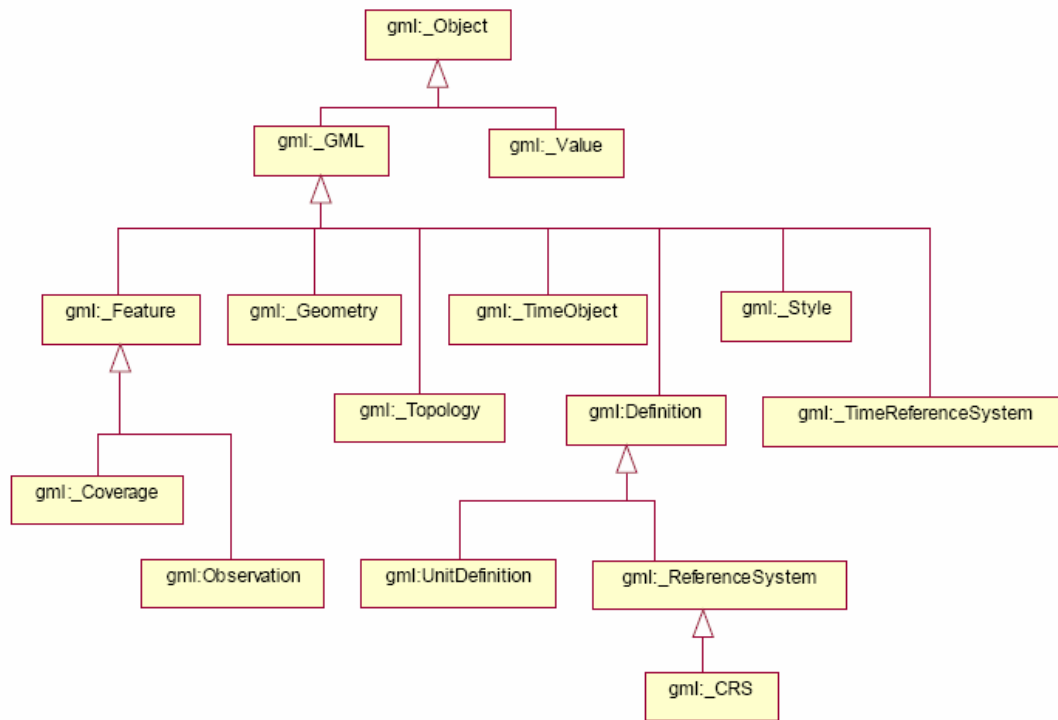 gml:_Object
gml:_GML
gml:_Value
gml:_Feature
gml:_Geometry
gml:_TimeObject
gml:_Style
gml:_Topology
gml:Definition
gml:_TimeReferenceSystem
gml:_Coverage
gml:Observation
gml:UnitDefinition
gml:_ReferenceSystem
gml:_CRS